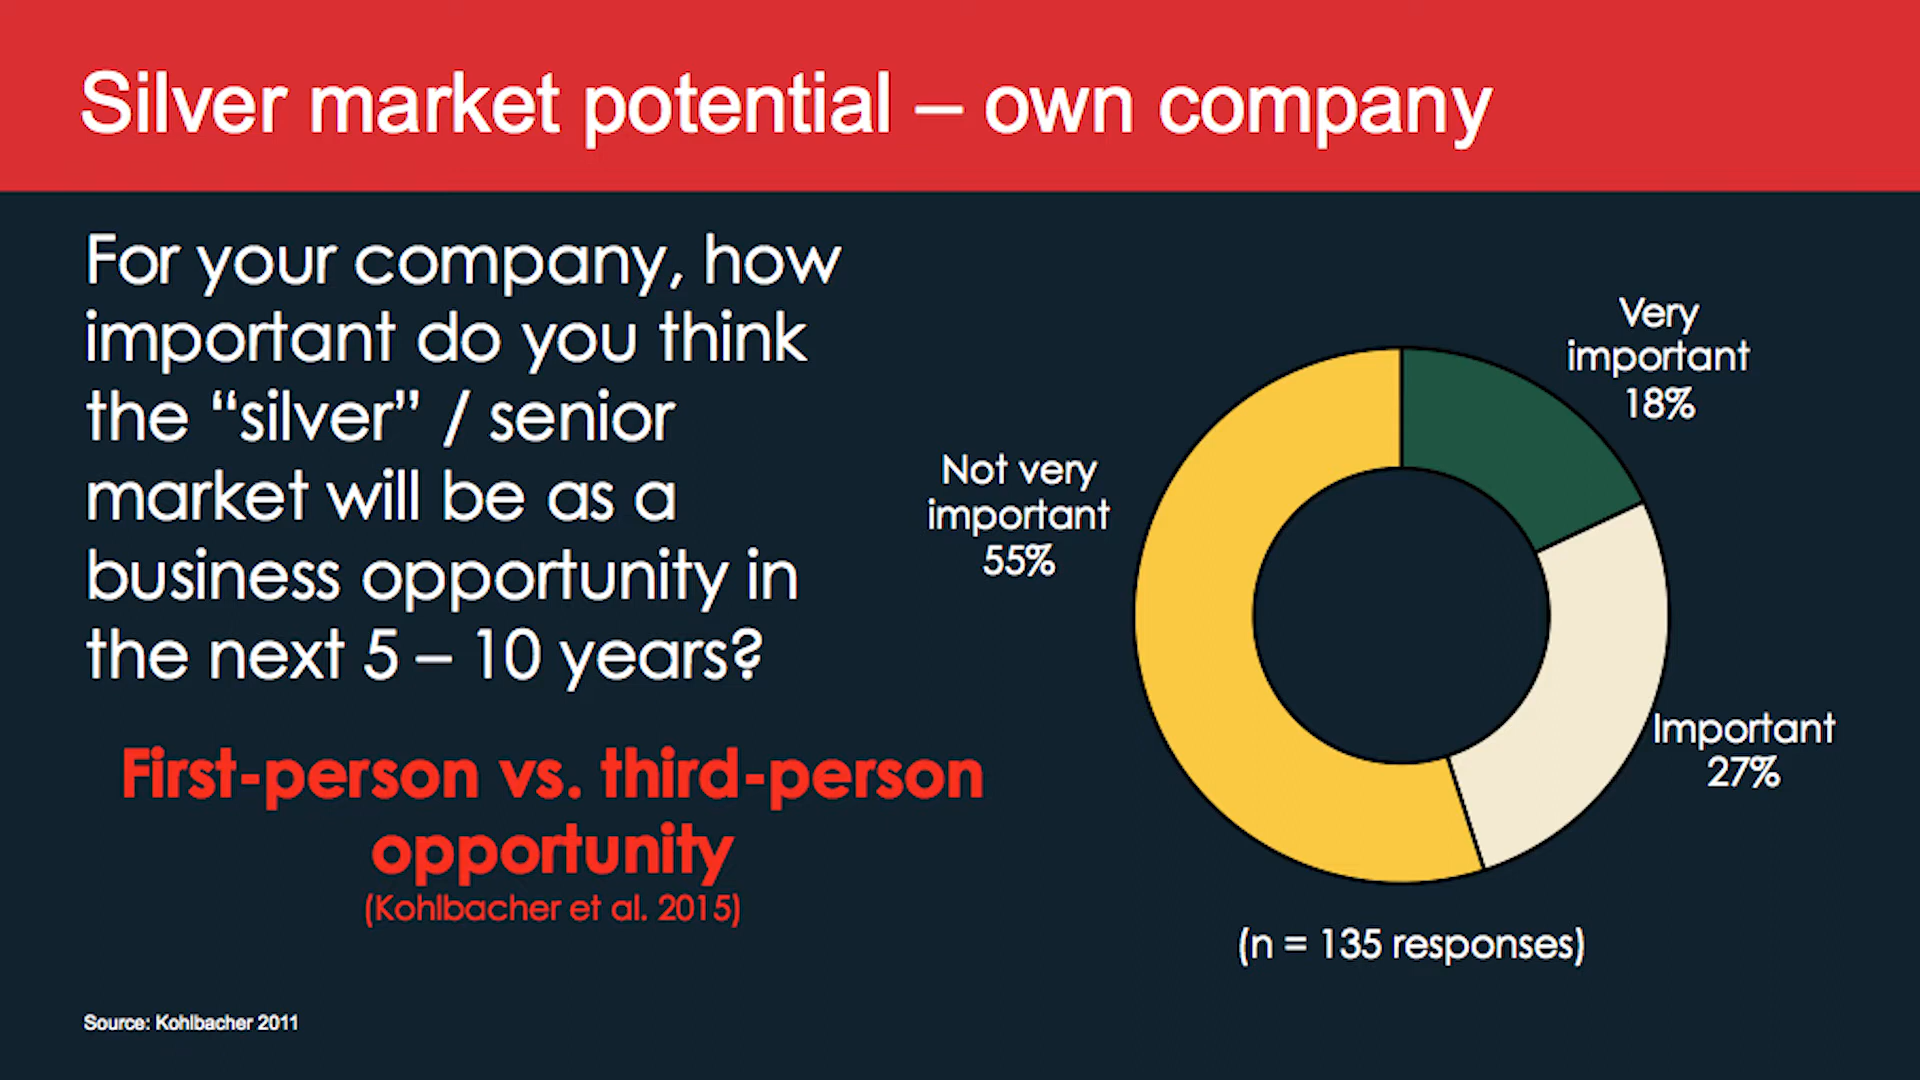 Silver market potential – own company
For your company, how
important do you think
the “silver” / senior
market will be as a
business opportunity in
the next 5 – 10 years?
First-person vs. third-person
opportunity
(Kohlbacher et al. 2015)
Very
important
18%
Not very
important
55%
Important
27%
(n = 135 responses)
Source: Kohlbacher 2011